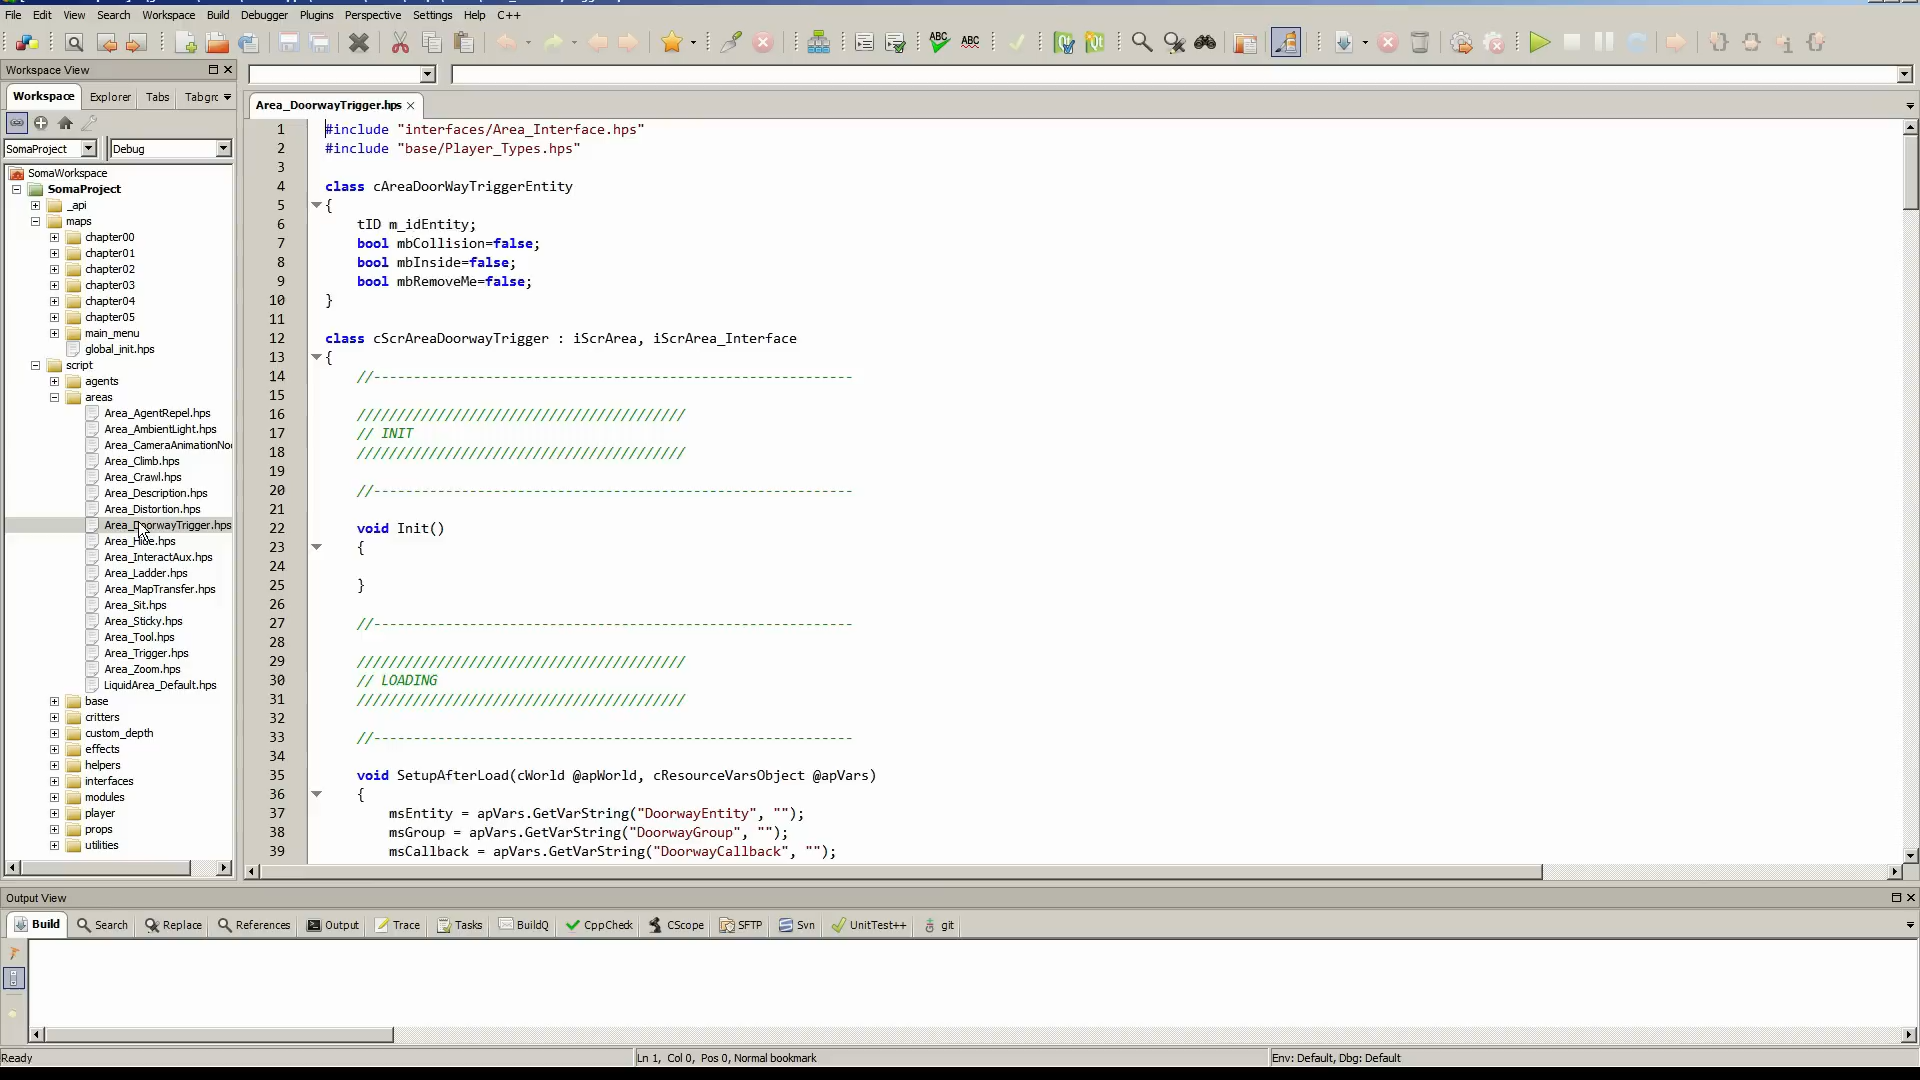 File Edit View Search Workspace Build Debugger Plugins Perspective Settings Help C++
ABC ABC
Workspace View
Workspace Explorer Tabs Tabgrc
Area_DoorwayTrigger.hps
SomaProject Debug
SomaWorkspace
SomaProject
_api
maps
chapter00
chapter01
chapter02
chapter03
chapter04
chapter05
main_menu
global_init.hps
script
agents
areas
Area_AgentRepel.hps
Area_AmbientLight.hps
Area_CameraAnimationNo
Area_Climb.hps
Area_Crawl.hps
Area_Description.hps
Area_Distortion.hps
Area_DoorwayTrigger.hps
Area_Hide.hps
Area_InteractAux.hps
Area_Ladder.hps
Area_MapTransfer.hps
Area_Sit.hps
Area_Sticky.hps
Area_Tool.hps
Area_Trigger.hps
Area_Zoom.hps
LiquidArea_Default.hps
base
critters
custom_depth
effects
helpers
interfaces
modules
player
props
utilities
1 #include "interfaces/Area_Interface.hps"
2 #include "base/Player_Types.hps"
3
4 class cAreaDoorWayTriggerEntity
5 {
6 tID m_idEntity;
7 bool mbCollision=false;
8 bool mbInside=false;
9 bool mbRemoveMe=false;
10 }
11
12 class cScrAreaDoorwayTrigger : iScrArea, iScrArea_Interface
13 {
14 //------------------------------------------------------------
15
16 /////////////////////////////////////////
17 // INIT
18 /////////////////////////////////////////
19
20 //------------------------------------------------------------
21
22 void Init()
23 {
24
25 }
26
27 //------------------------------------------------------------
28
29 /////////////////////////////////////////
30 // LOADING
31 /////////////////////////////////////////
32
33 //------------------------------------------------------------
34
35 void SetupAfterLoad(cWorld @apWorld, cResourceVarsObject @apVars)
36 {
37 msEntity = apVars.GetVarString("DoorwayEntity", "");
38 msGroup = apVars.GetVarString("DoorwayGroup", "");
39 msCallback = apVars.GetVarString("DoorwayCallback", "");
Output View
Build Search Replace References Output Trace Tasks BuildQ CppCheck CScope SFTP Svn UnitTest++ git
Ready Ln 1, Col 0, Pos 0, Normal bookmark Env: Default, Dbg: Default